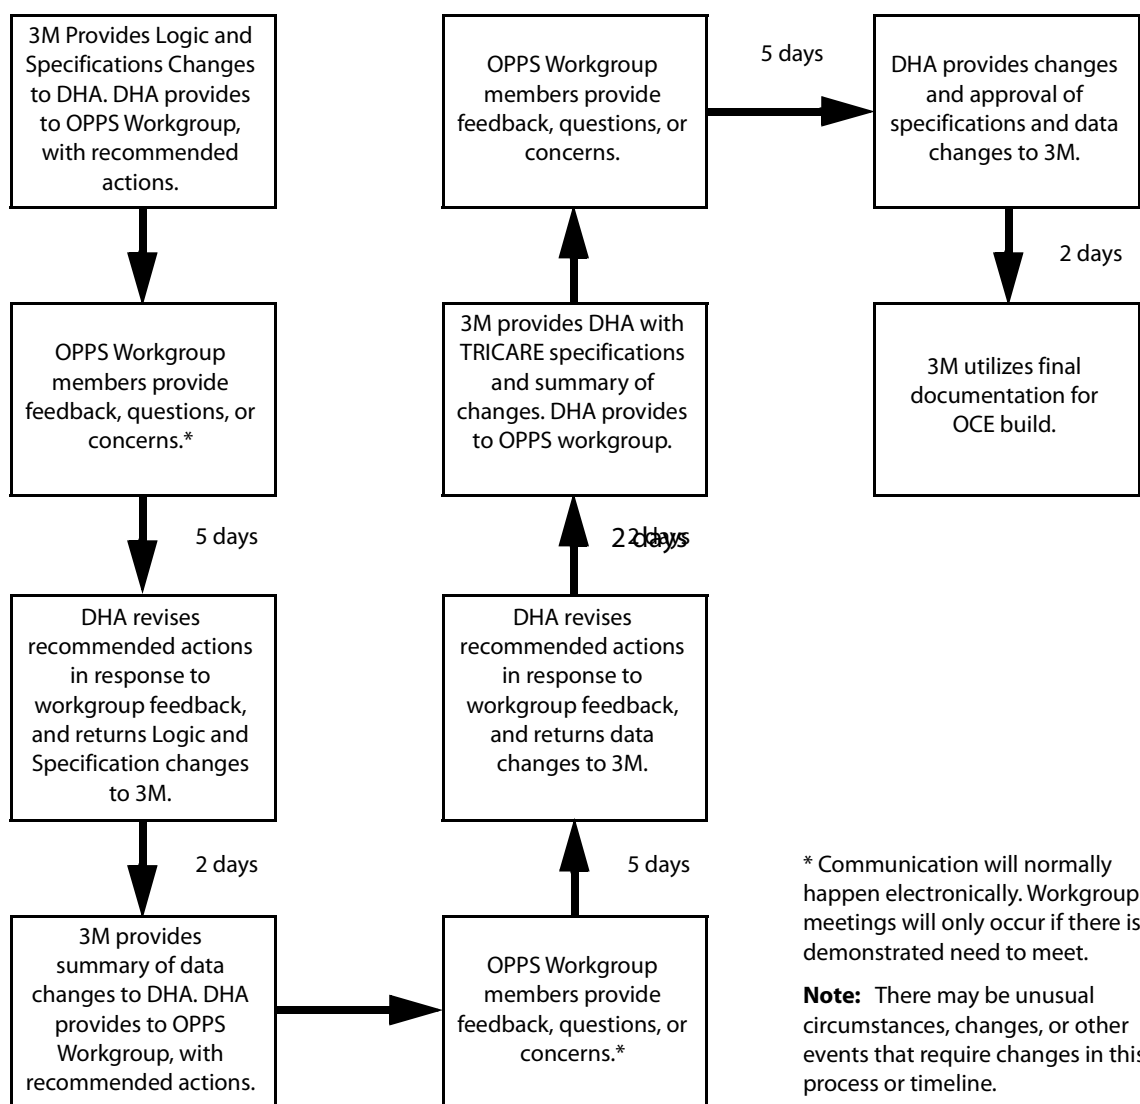 3M Provides Logic and
Specifications Changes
to DHA. DHA provides
to OPPS Workgroup,
with recommended
actions.
OPPS Workgroup
members provide
feedback, questions, or
concerns.*
5 days
DHA revises
recommended actions
in response to
workgroup feedback,
and returns Logic and
Specification changes
to 3M.
2 days
3M provides
summary of data
changes to DHA. DHA
provides to OPPS
Workgroup, with
recommended actions.
OPPS Workgroup
members provide
feedback, questions, or
concerns.*
5 days
DHA revises
recommended actions
in response to
workgroup feedback,
and returns data
changes to 3M.
2 days
2 days
3M provides DHA with
TRICARE specifications
and summary of
changes. DHA provides
to OPPS workgroup.
OPPS Workgroup
members provide
feedback, questions, or
concerns.
5 days
DHA provides changes
and approval of
specifications and data
changes to 3M.
2 days
3M utilizes final
documentation for
OCE build.
* Communication will normally
happen electronically. Workgroup
meetings will only occur if there is
demonstrated need to meet.
Note: There may be unusual
circumstances, changes, or other
events that require changes in this
process or timeline.